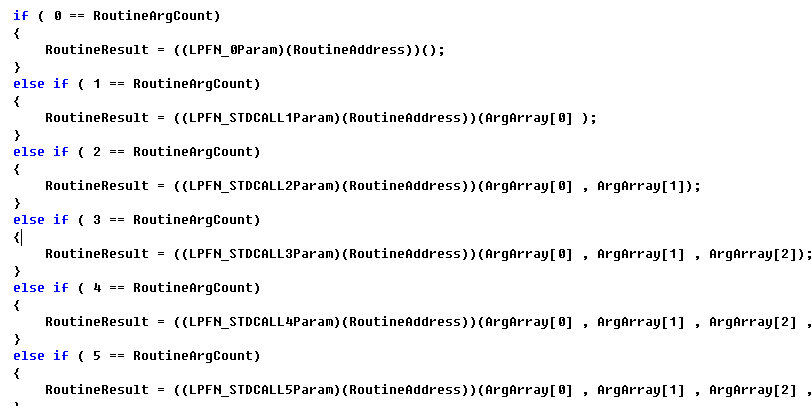 if ( 0 == RoutineArgCount)
{
RoutineResult = ((LPFN_0Param)(RoutineAddress))();
}
else if ( 1 == RoutineArgCount)
{
RoutineResult = ((LPFN_STDCALL1Param)(RoutineAddress))(ArgArray[0] );
}
else if ( 2 == RoutineArgCount)
{
RoutineResult = ((LPFN_STDCALL2Param)(RoutineAddress))(ArgArray[0] , ArgArray[1]);
}
else if ( 3 == RoutineArgCount)
{
RoutineResult = ((LPFN_STDCALL3Param)(RoutineAddress))(ArgArray[0] , ArgArray[1] , ArgArray[2]);
}
else if ( 4 == RoutineArgCount)
{
RoutineResult = ((LPFN_STDCALL4Param)(RoutineAddress))(ArgArray[0] , ArgArray[1] , ArgArray[2] ,
}
else if ( 5 == RoutineArgCount)
{
RoutineResult = ((LPFN_STDCALL5Param)(RoutineAddress))(ArgArray[0] , ArgArray[1] , ArgArray[2] ,
}